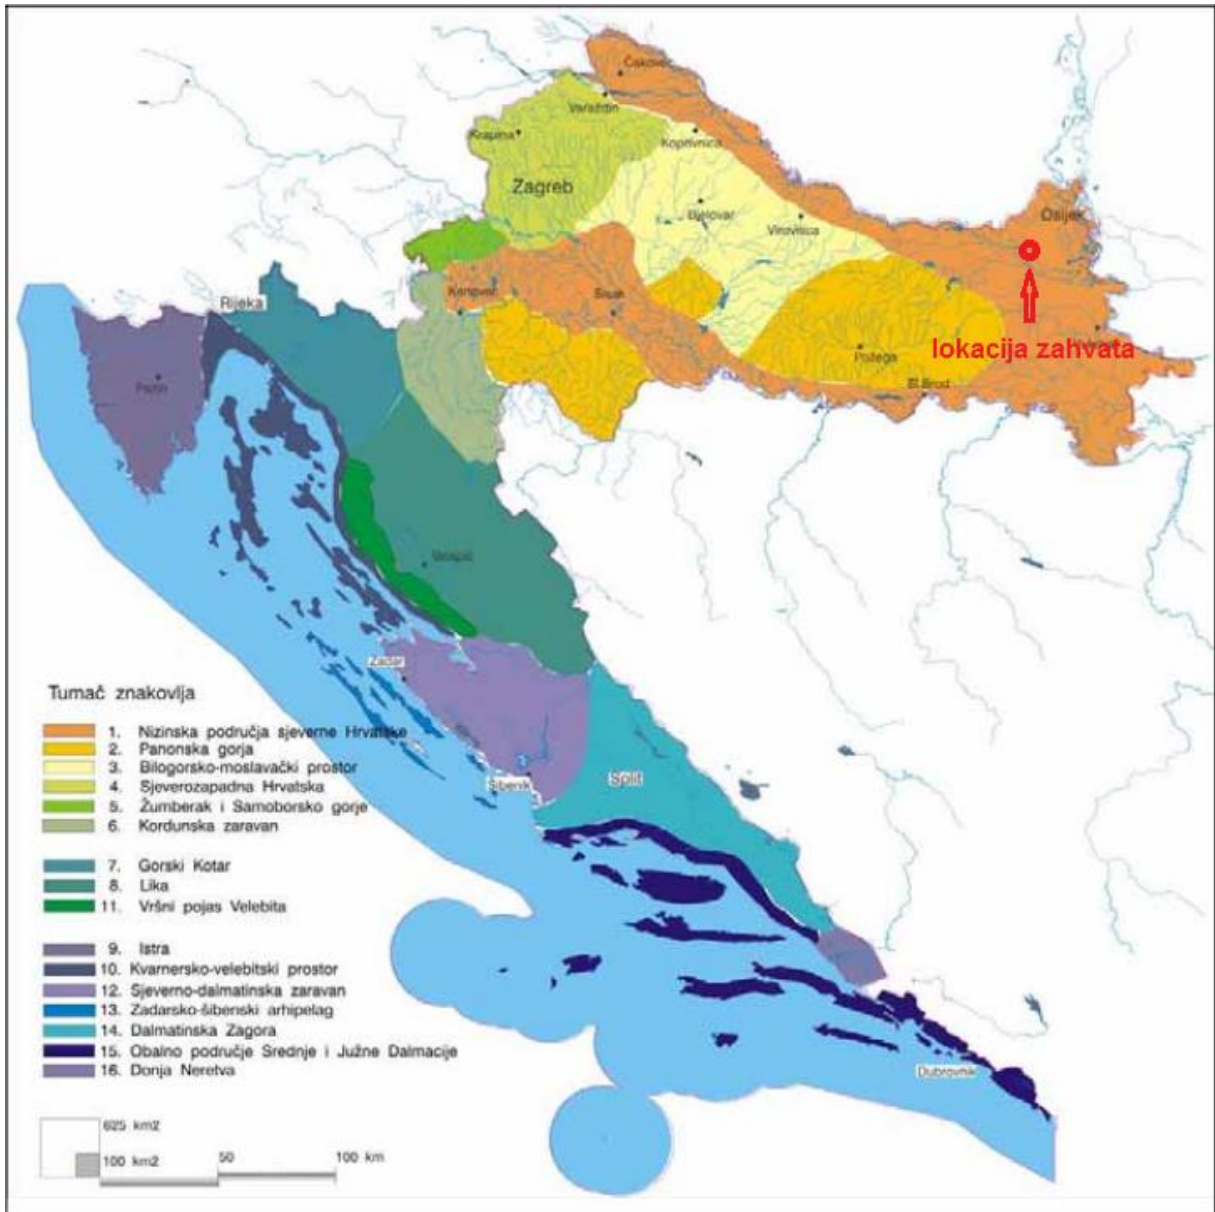 Čakovec
Varaždin
Krapina
Koprivnica
Zagreb
Bjelovar
Virovitica
Osijek
Karlovac
Sisak
Rijeka
lokacija zahvata
Požega
Sl.Brod
Pazin
Gospić
Zadar
Šibenik
Split
Dubrovnik
Tumač znakovlja
1. Nizinska područja sjeverne Hrvatske
2. Panonska gorja
3. Bilogorsko-moslavački prostor
4. Sjeverozapadna Hrvatska
5. Žumberak i Samoborsko gorje
6. Kordunska zaravan
7. Gorski Kotar
8. Lika
11. Vršni pojas Velebita
9. Istra
10. Kvarnersko-velebitski prostor
12. Sjeverno-dalmatinska zaravan
13. Zadarsko-šibenski arhipelag
14. Dalmatinska Zagora
15. Obalno područje Srednje i Južne Dalmacije
16. Donja Neretva
625 km2
100 km2
50
100 km